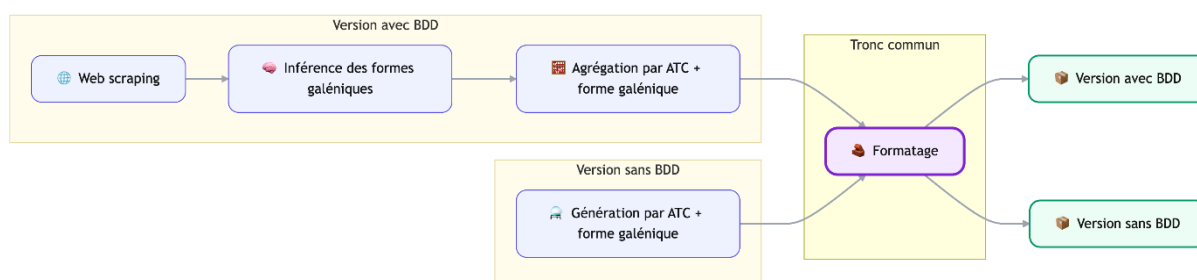 Version avec BDD
🌐 Web scraping
🧠 Inférence des formes
galéniques
🧮 Agrégation par ATC +
forme galénique
Version sans BDD
Génération par ATC +
forme galénique
Tronc commun
Formatage
📦 Version avec BDD
📦 Version sans BDD